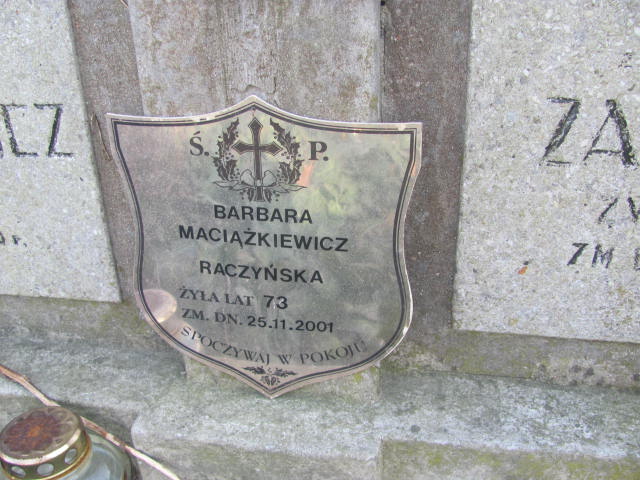 Ś. P.
BARBARA
MACIĄŻKIEWICZ
RACZYŃSKA
ŻYŁA LAT 73
ZM. DN. 25.11.2001
SPOCZYWAJ W POKOJU